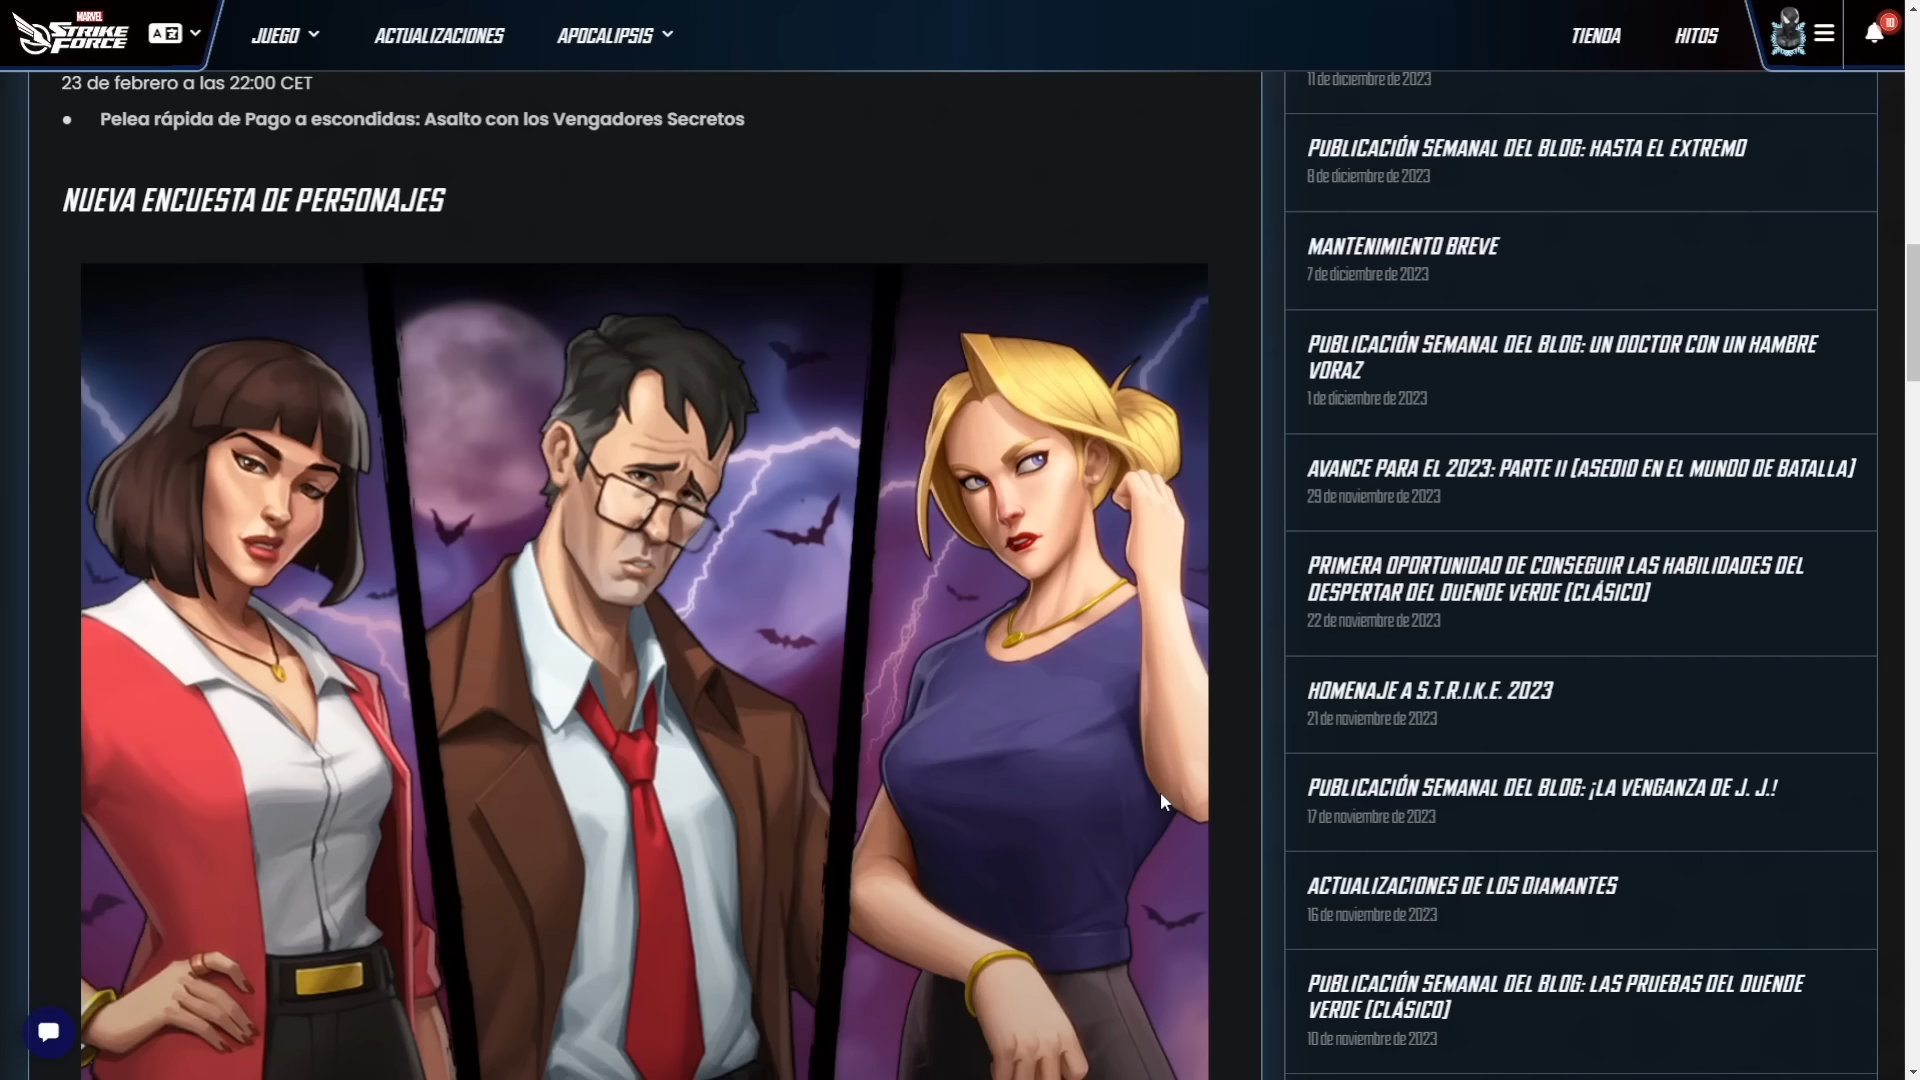 MARVEL
STRIKE
FORCE
JUEGO
ACTUALIZACIONES
APOCALIPSIS
TIENDA
HITOS
10
23 de febrero a las 22:00 CET
● Pelea rápida de Pago a escondidas: Asalto con los Vengadores Secretos
NUEVA ENCUESTA DE PERSONAJES
11 de diciembre de 2023
PUBLICACIÓN SEMANAL DEL BLOG: HASTA EL EXTREMO
8 de diciembre de 2023
MANTENIMIENTO BREVE
7 de diciembre de 2023
PUBLICACIÓN SEMANAL DEL BLOG: UN DOCTOR CON UN HAMBRE
VORAZ
1 de diciembre de 2023
AVANCE PARA EL 2023: PARTE II [ASEDIO EN EL MUNDO DE BATALLA]
29 de noviembre de 2023
PRIMERA OPORTUNIDAD DE CONSEGUIR LAS HABILIDADES DEL
DESPERTAR DEL DUENDE VERDE [CLÁSICO]
22 de noviembre de 2023
HOMENAJE A S.T.R.I.K.E. 2023
21 de noviembre de 2023
PUBLICACIÓN SEMANAL DEL BLOG: ¡LA VENGANZA DE J. J.!
17 de noviembre de 2023
ACTUALIZACIONES DE LOS DIAMANTES
16 de noviembre de 2023
PUBLICACIÓN SEMANAL DEL BLOG: LAS PRUEBAS DEL DUENDE
VERDE [CLÁSICO]
10 de noviembre de 2023